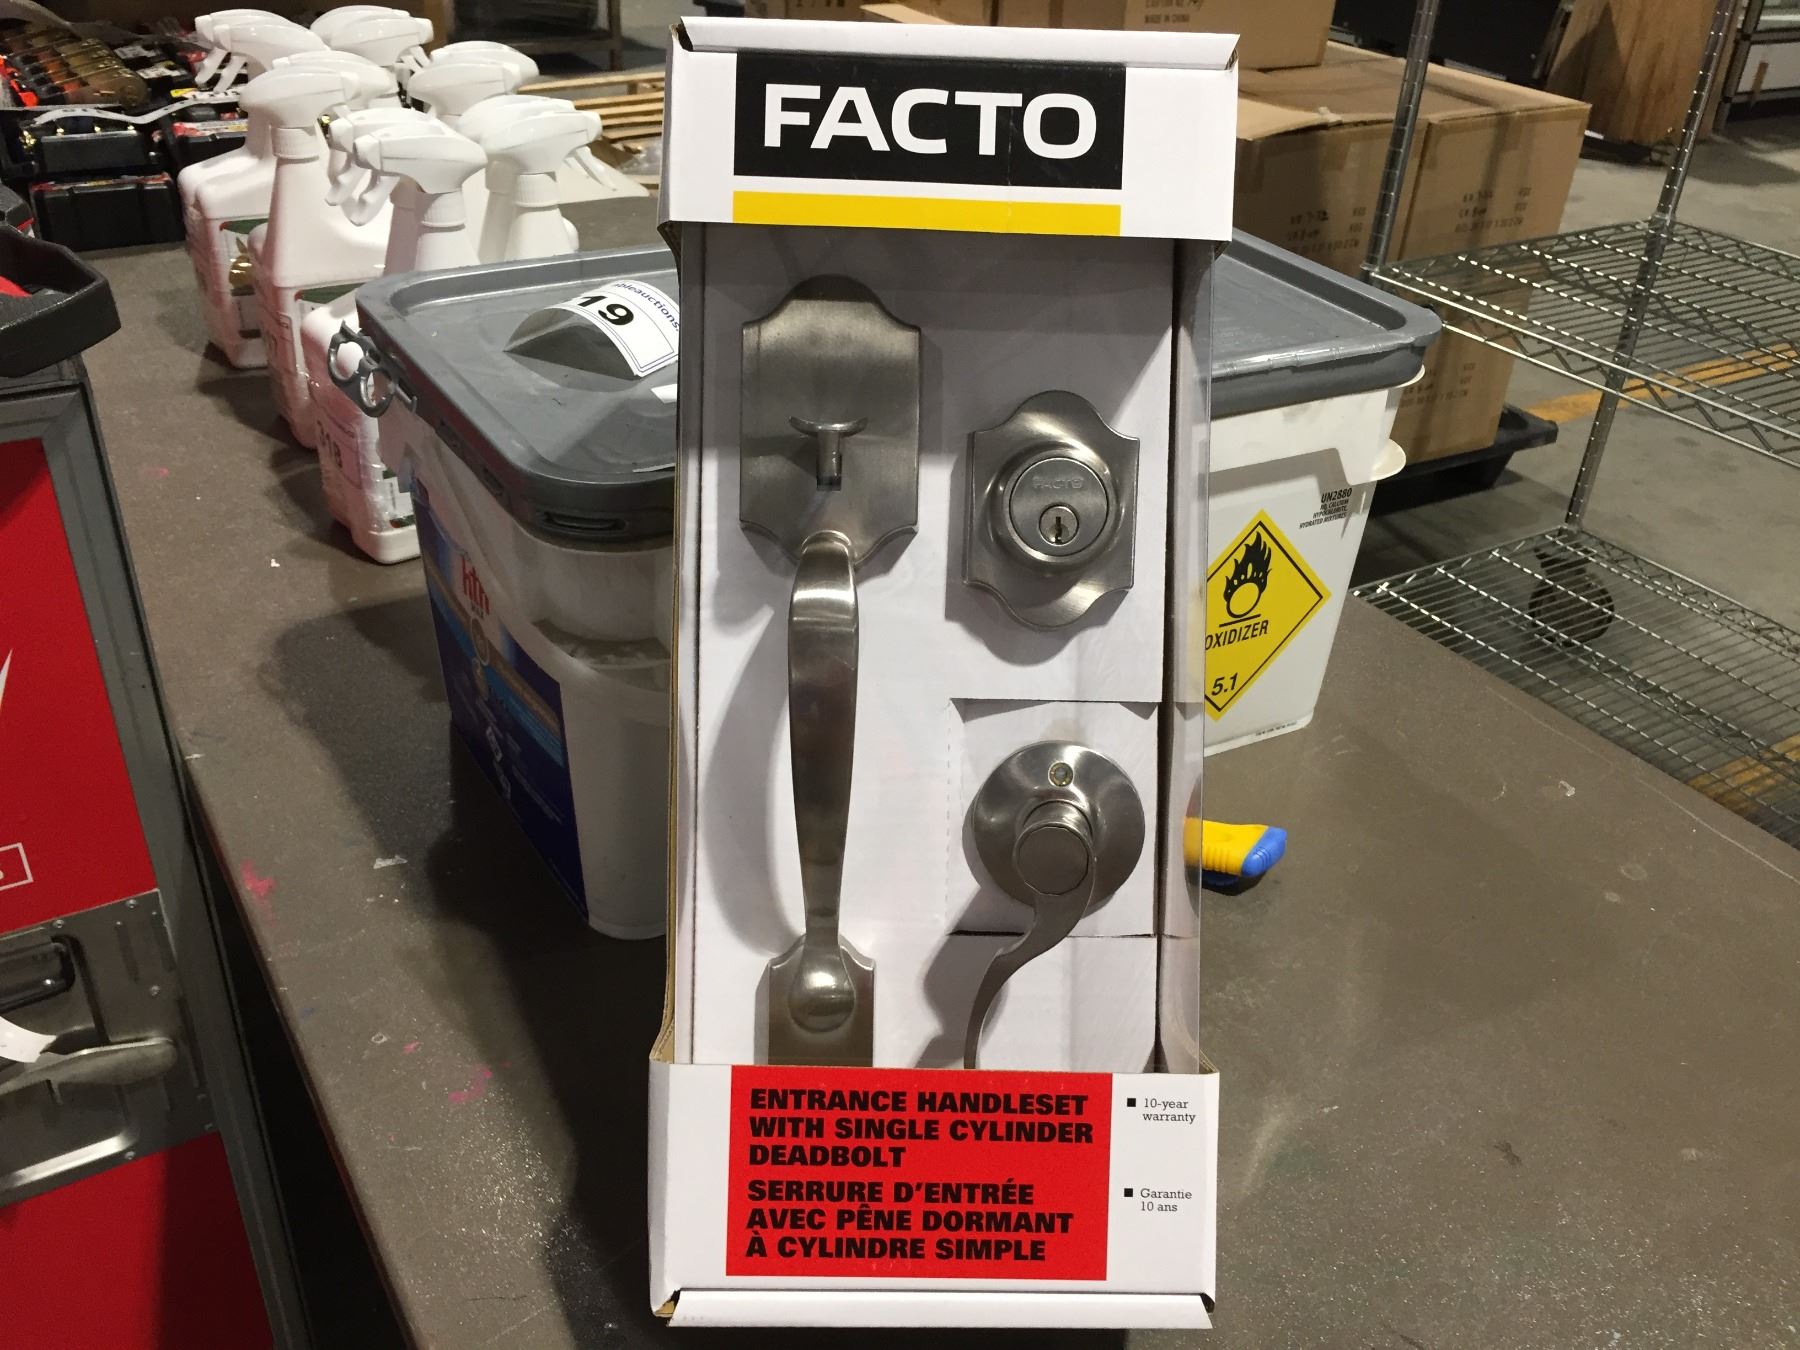 FACTO
19
FACTO
hth
UN2880
OXIDIZER
5.1
ENTRANCE HANDLESET
WITH SINGLE CYLINDER
DEADBOLT
SERRURE D'ENTRÉE
AVEC PÊNE DORMANT
À CYLINDRE SIMPLE
10-year
warranty
Garantie
10 ans